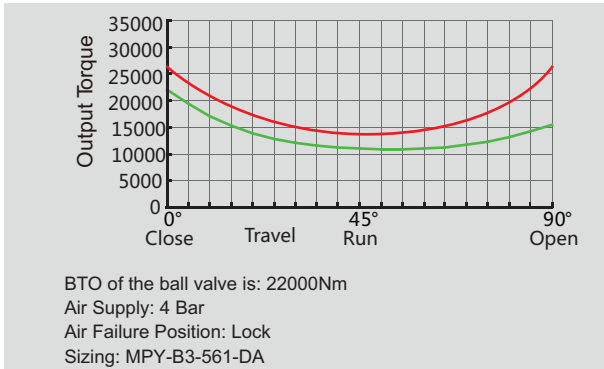 35000
30000
25000
20000
15000
10000
5000
0
Output Torque
0° 45° 90°
Close Travel Run Open
BTO of the ball valve is: 22000Nm
Air Supply: 4 Bar
Air Failure Position: Lock
Sizing: MPY-B3-561-DA